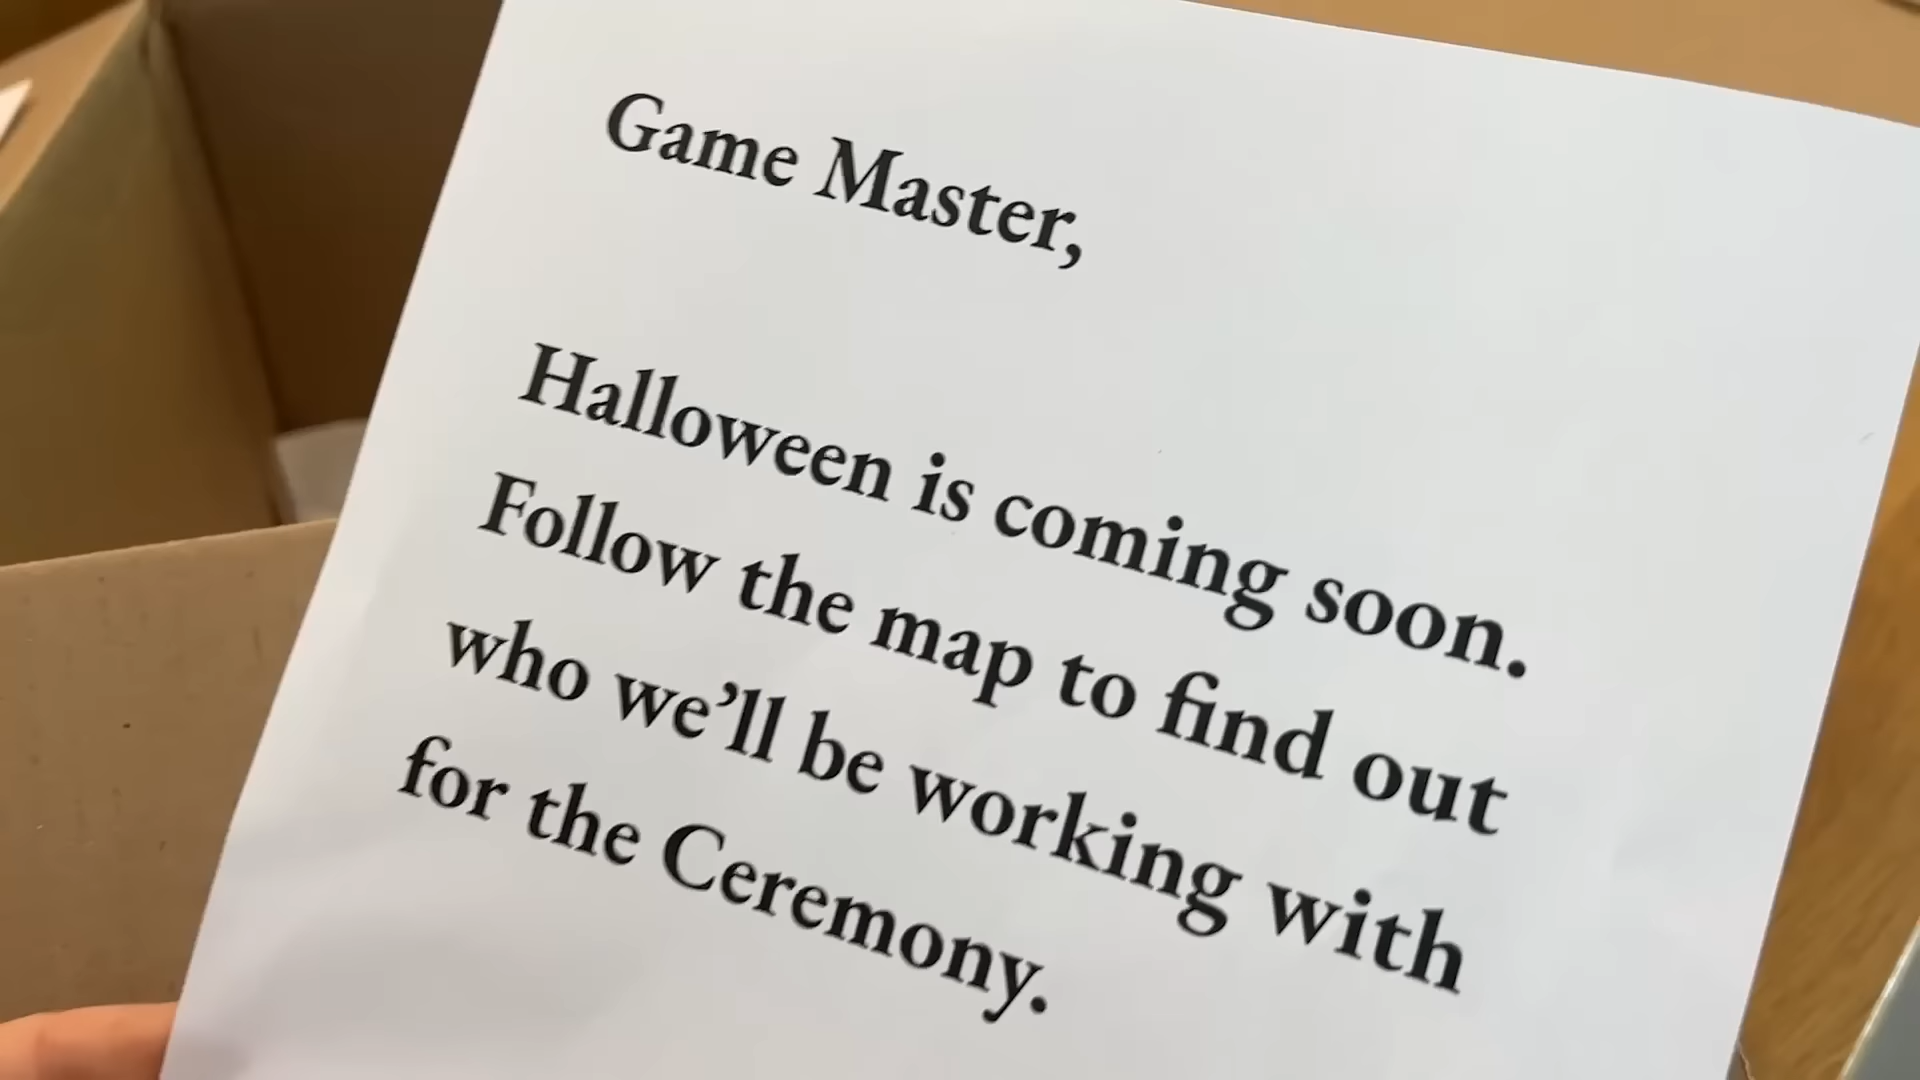 Game Master,
Halloween is coming soon.
Follow the map to find out
who we’ll be working with
for the Ceremony.